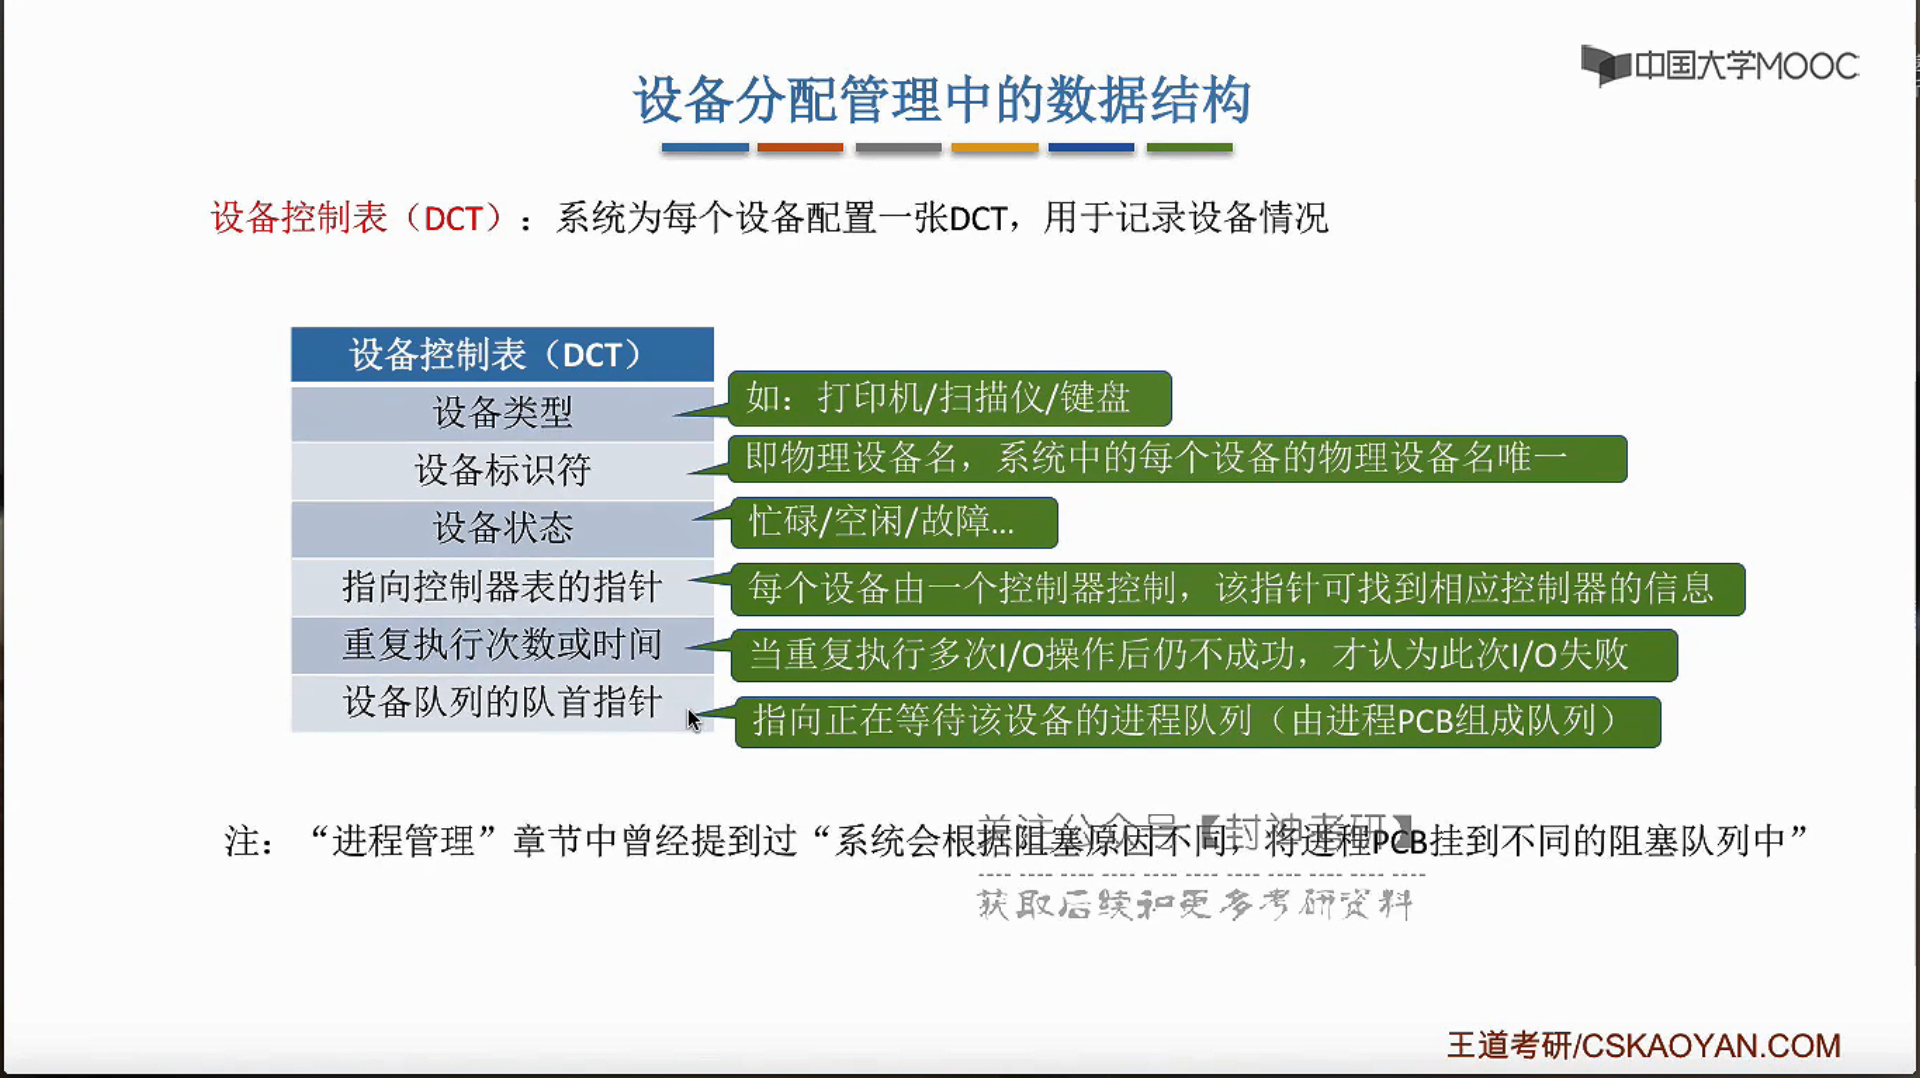 中国大学MOOC
设备分配管理中的数据结构
设备控制表（DCT）：系统为每个设备配置一张DCT，用于记录设备情况
设备控制表（DCT）
设备类型
如：打印机/扫描仪/键盘
设备标识符
即物理设备名，系统中的每个设备的物理设备名唯一
设备状态
忙碌/空闲/故障...
指向控制器表的指针
每个设备由一个控制器控制，该指针可找到相应控制器的信息
重复执行次数或时间
当重复执行多次I/O操作后仍不成功，才认为此次I/O失败
设备队列的队首指针
指向正在等待该设备的进程队列（由进程PCB组成队列）
关注公众号【封神考研】
注：“进程管理”章节中曾经提到过“系统会根据阻塞原因不同，将进程PCB挂到不同的阻塞队列中”
获取后续和更多考研资料
王道考研/CSKAOYAN.COM